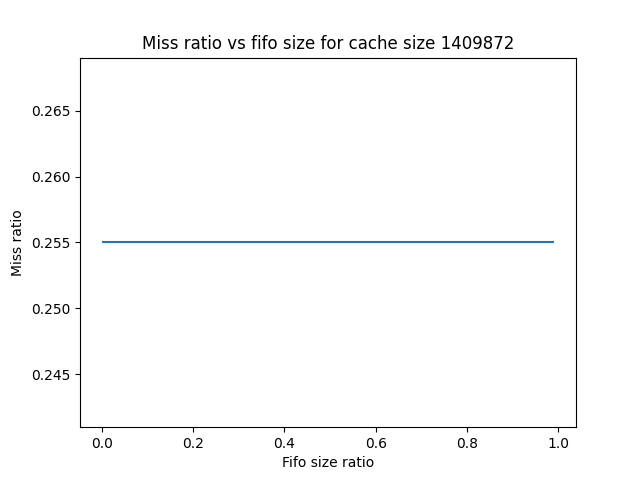 Miss ratio vs fifo size for cache size 1409872
0.265
0.260
0.255
0.250
0.245
Miss ratio
0.0 0.2 0.4 0.6 0.8 1.0
Fifo size ratio